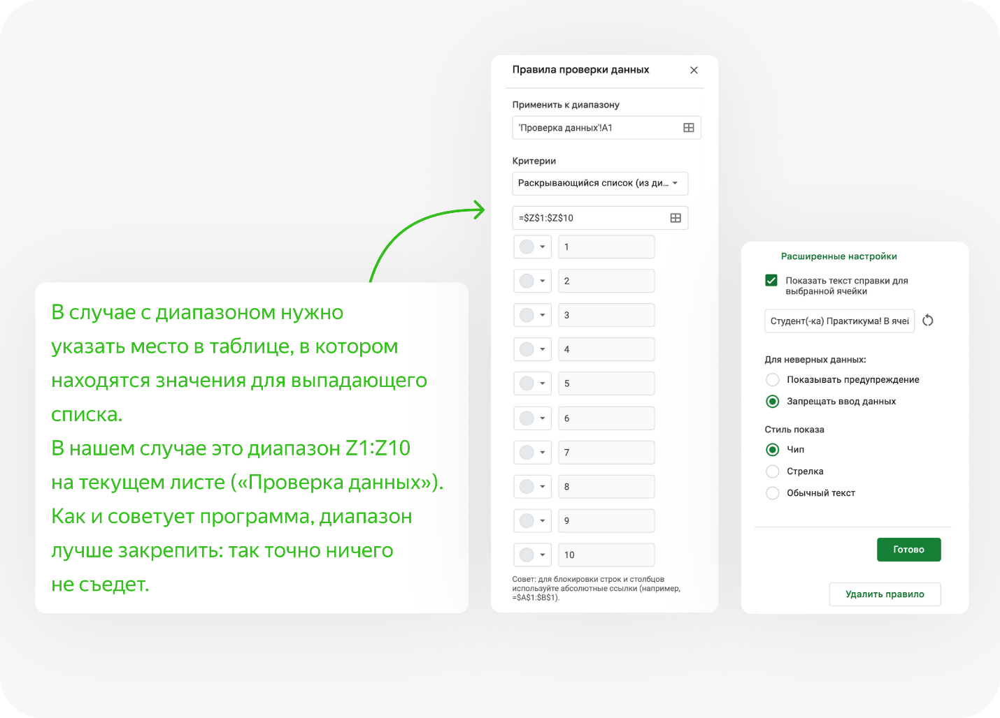 В случае с диапазоном нужно
указать место в таблице, в котором
находятся значения для выпадающего
списка.
В нашем случае это диапазон Z1:Z10
на текущем листе («Проверка данных»).
Как и советует программа, диапазон
лучше закрепить: так точно ничего
не съедет.
Правила проверки данных
Применить к диапазону
'Проверка данных'!A1
Критерии
Раскрывающийся список (из ди...
=$Z$1:$Z$10
1
2
3
4
5
6
7
8
9
10
Совет: для блокировки строк и столбцов
используйте абсолютные ссылки (например,
=$A$1:$B$1).
Расширенные настройки
Показать текст справки для
выбранной ячейки
Студент(-ка) Практикума! В ячей
Для неверных данных:
Показывать предупреждение
Запрещать ввод данных
Стиль показа
Чип
Стрелка
Обычный текст
Готово
Удалить правило